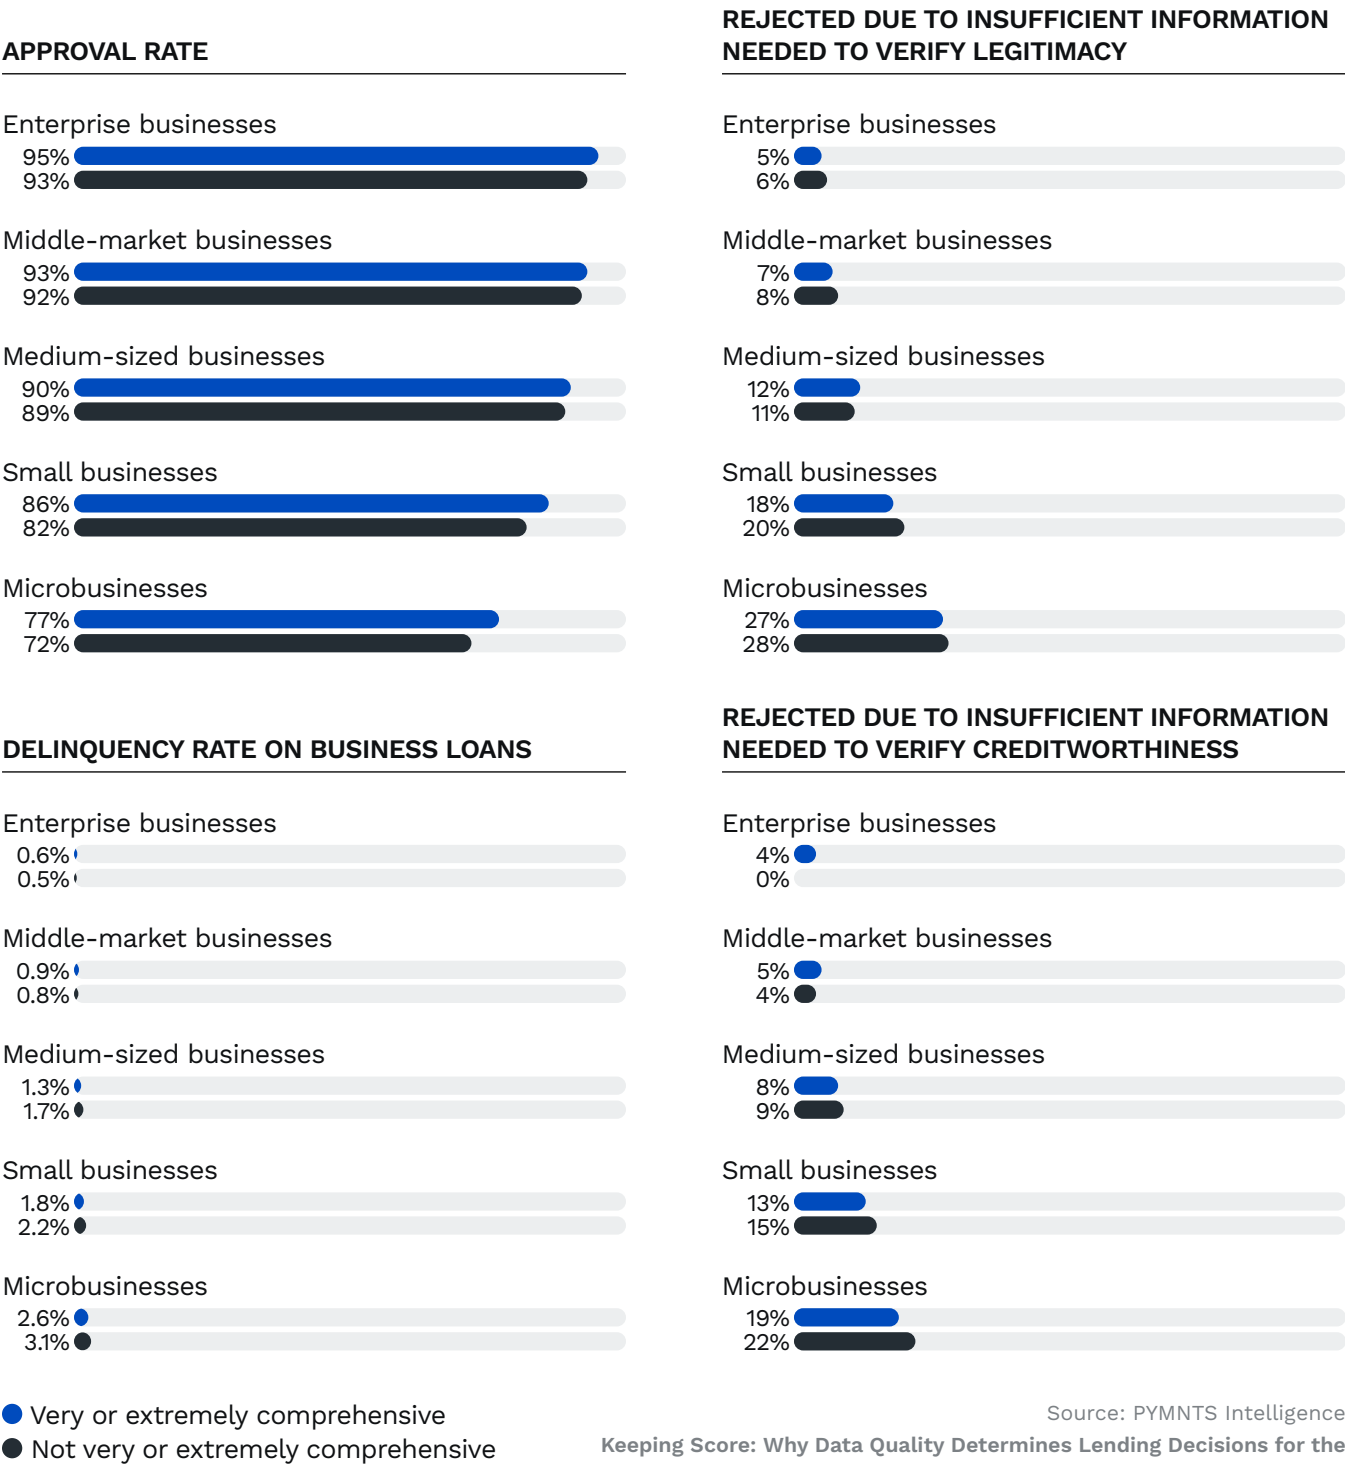 APPROVAL RATE
Enterprise businesses
95%
93%
Middle-market businesses
93%
92%
Medium-sized businesses
90%
89%
Small businesses
86%
82%
Microbusinesses
77%
72%
REJECTED DUE TO INSUFFICIENT INFORMATION
NEEDED TO VERIFY LEGITIMACY
Enterprise businesses
5%
6%
Middle-market businesses
7%
8%
Medium-sized businesses
12%
11%
Small businesses
18%
20%
Microbusinesses
27%
28%
DELINQUENCY RATE ON BUSINESS LOANS
Enterprise businesses
0.6%
0.5%
Middle-market businesses
0.9%
0.8%
Medium-sized businesses
1.3%
1.7%
Small businesses
1.8%
2.2%
Microbusinesses
2.6%
3.1%
REJECTED DUE TO INSUFFICIENT INFORMATION
NEEDED TO VERIFY CREDITWORTHINESS
Enterprise businesses
4%
0%
Middle-market businesses
5%
4%
Medium-sized businesses
8%
9%
Small businesses
13%
15%
Microbusinesses
19%
22%
Very or extremely comprehensive
Not very or extremely comprehensive
Source: PYMNTS Intelligence
Keeping Score: Why Data Quality Determines Lending Decisions for the